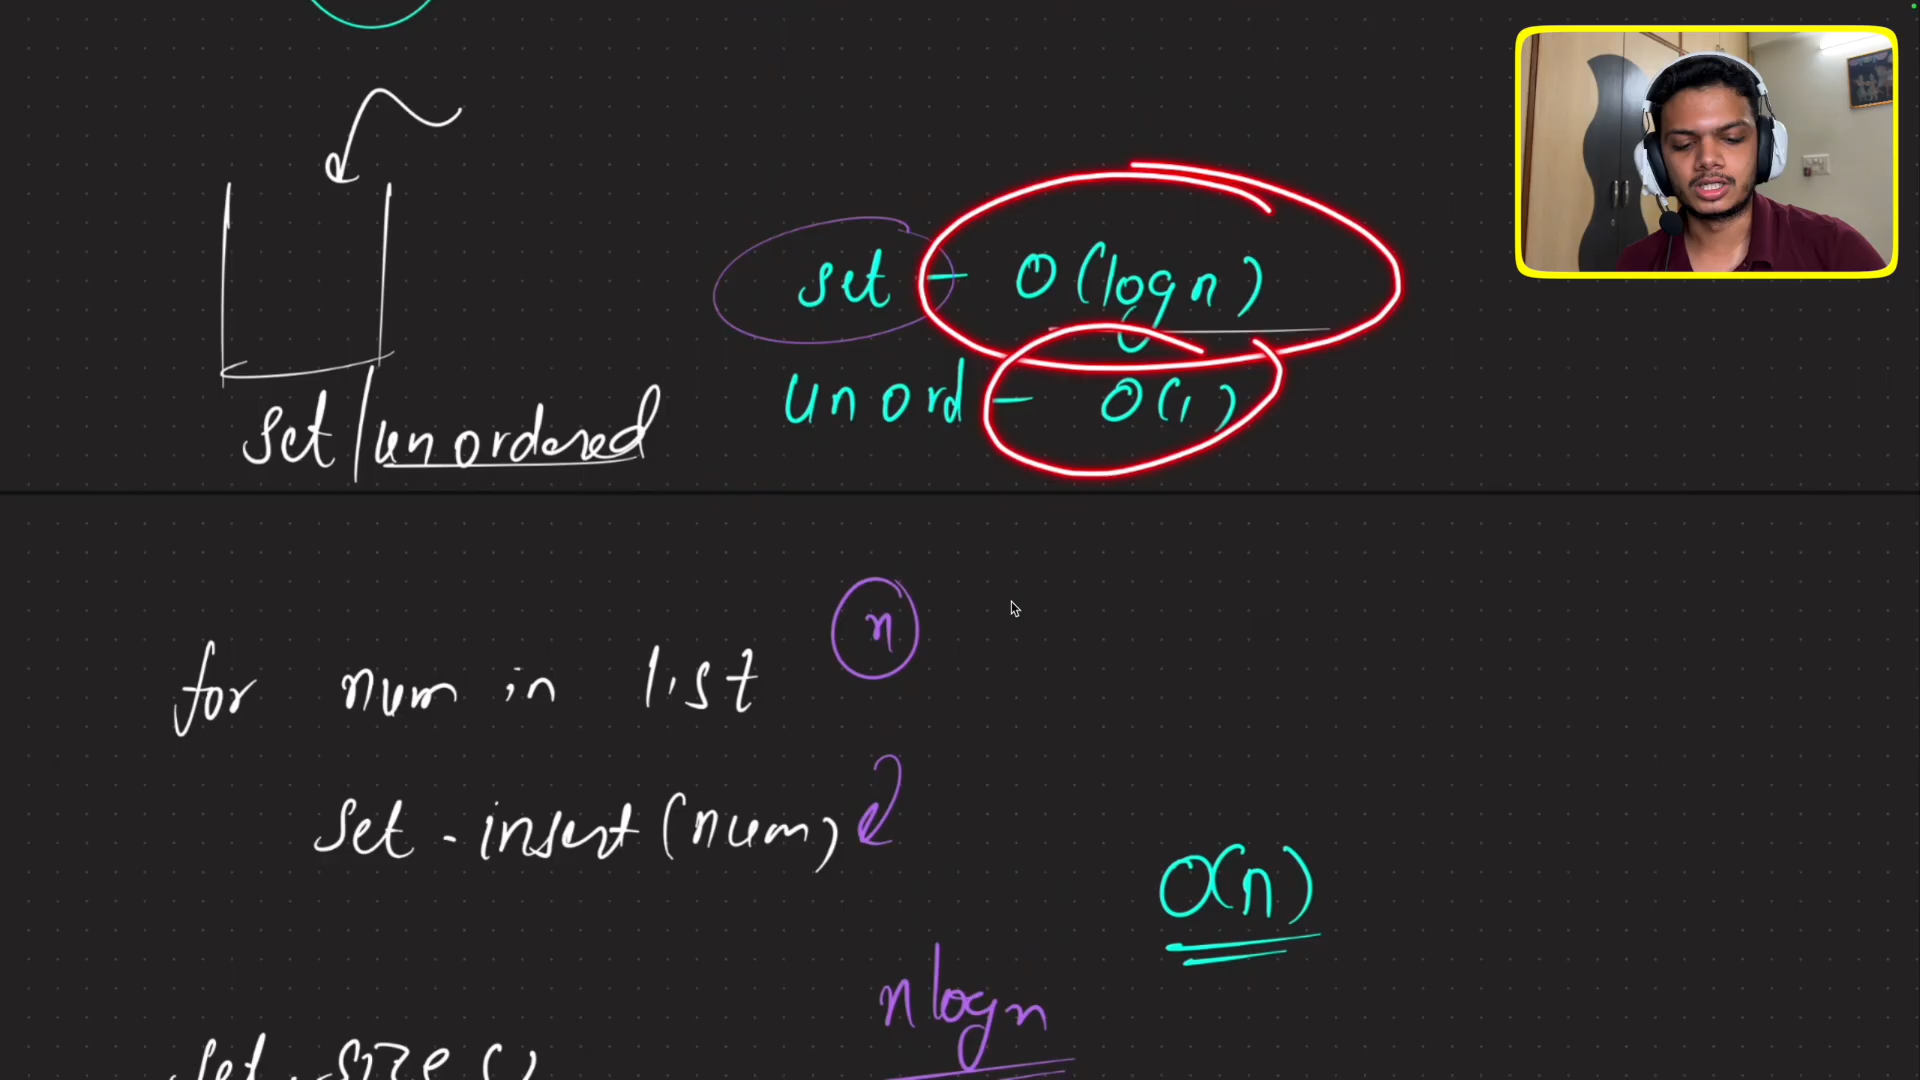 set - O(log n)
unord - O(1)
set/unordered
n
for num in list
set.insert(num)
O(n)
n log n
set.size()